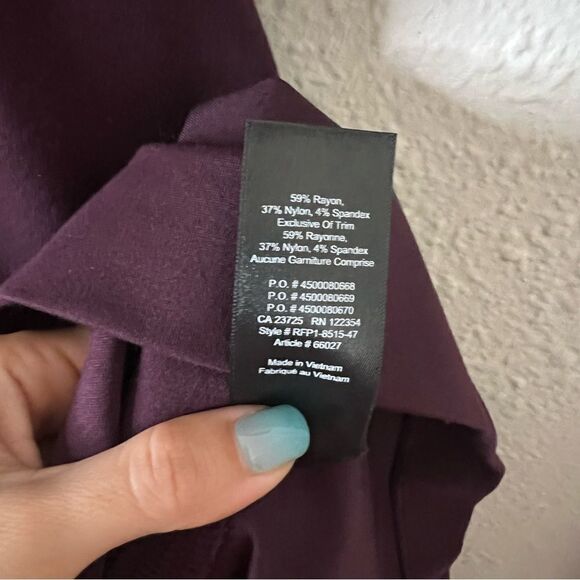 59% Rayon,
37% Nylon, 4% Spandex
Exclusive Of Trim
59% Rayonne,
37% Nylon, 4% Spandex
Aucune Garniture Comprise
P.O. # 4500080668
P.O. # 4500080669
P.O. # 4500080670
CA 23725 RN 122354
Style # RFP1-8515-47
Article # 66027
Made in Vietnam
Fabriqué au Vietnam